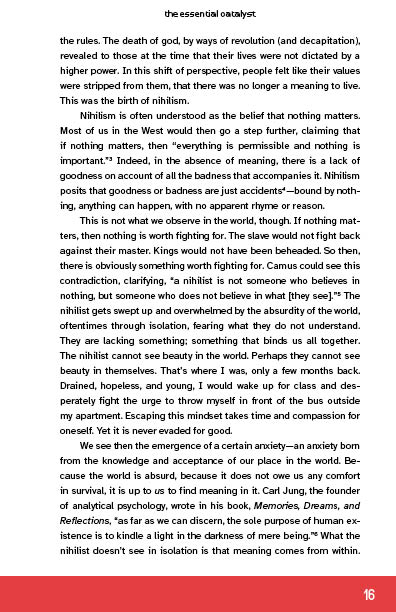 the essential catalyst
the rules. The death of god, by ways of revolution (and decapitation),
revealed to those at the time that their lives were not dictated by a
higher power. In this shift of perspective, people felt like their values
were stripped from them, that there was no longer a meaning to live.
This was the birth of nihilism.
Nihilism is often understood as the belief that nothing matters.
Most of us in the West would then go a step further, claiming that
if nothing matters, then “everything is permissible and nothing is
important.”³ Indeed, in the absence of meaning, there is a lack of
goodness on account of all the badness that accompanies it. Nihilism
posits that goodness or badness are just accidents⁴—bound by noth-
ing, anything can happen, with no apparent rhyme or reason.
This is not what we observe in the world, though. If nothing mat-
ters, then nothing is worth fighting for. The slave would not fight back
against their master. Kings would not have been beheaded. So then,
there is obviously something worth fighting for. Camus could see this
contradiction, clarifying, “a nihilist is not someone who believes in
nothing, but someone who does not believe in what [they see].”⁵ The
nihilist gets swept up and overwhelmed by the absurdity of the world,
oftentimes through isolation, fearing what they do not understand.
They are lacking something; something that binds us all together.
The nihilist cannot see beauty in the world. Perhaps they cannot see
beauty in themselves. That’s where I was, only a few months back.
Drained, hopeless, and young, I would wake up for class and des-
perately fight the urge to throw myself in front of the bus outside
my apartment. Escaping this mindset takes time and compassion for
oneself. Yet it is never evaded for good.
We see then the emergence of a certain anxiety—an anxiety born
from the knowledge and acceptance of our place in the world. Be-
cause the world is absurd, because it does not owe us any comfort
in survival, it is up to us to find meaning in it. Carl Jung, the founder
of analytical psychology, wrote in his book, Memories, Dreams, and
Reflections, “as far as we can discern, the sole purpose of human ex-
istence is to kindle a light in the darkness of mere being.”⁶ What the
nihilist doesn’t see in isolation is that meaning comes from within.
16